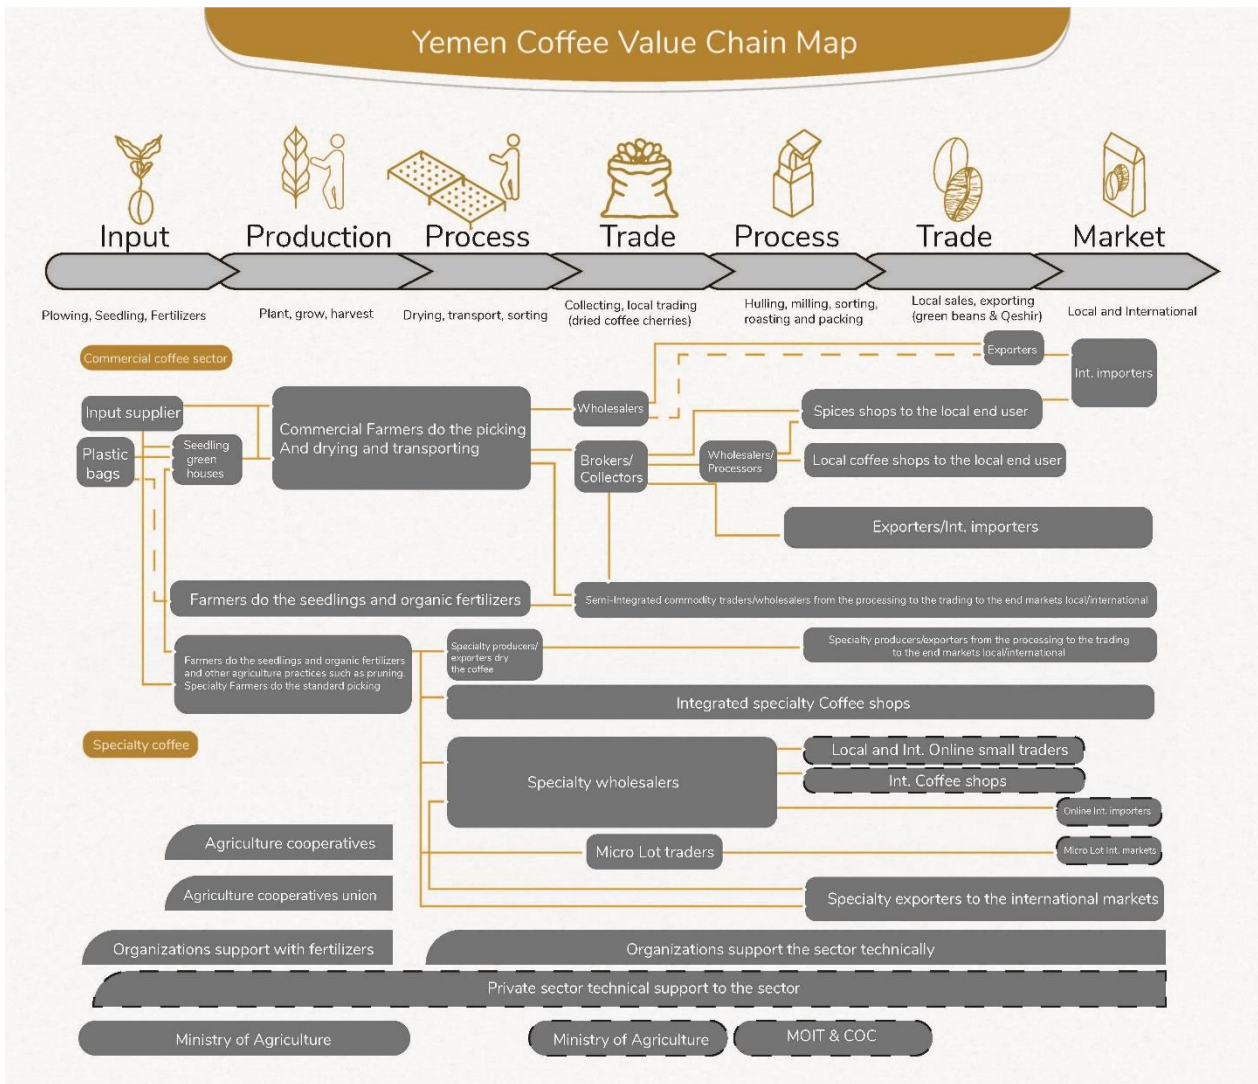 Yemen Coffee Value Chain Map
Input
Production
Process
Trade
Process
Trade
Market
Plowing, Seedling, Fertilizers
Plant, grow, harvest
Drying, transport, sorting
Collecting, local trading
(dried coffee cherries)
Hulling, milling, sorting,
roasting and packing
Local sales, exporting
(green beans & Qeshir)
Local and International
Commercial coffee sector
Exporters
Int. importers
Input supplier
Commercial Farmers do the picking
And drying and transporting
Wholesalers
Spices shops to the local end user
Plastic
bags
Seedling
green
houses
Brokers/
Collectors
Wholesalers/
Processors
Local coffee shops to the local end user
Exporters/Int. importers
Farmers do the seedlings and organic fertilizers
Semi-Integrated commodity traders/wholesalers from the processing to the trading to the end markets local/international
Farmers do the seedlings and organic fertilizers
and other agriculture practices such as pruning.
Specialty Farmers do the standard picking
Specialty producers/
exporters dry
the coffee
Specialty producers/exporters from the processing to the trading
to the end markets local/international
Integrated specialty Coffee shops
Specialty coffee
Specialty wholesalers
Local and Int. Online small traders
Int. Coffee shops
Online Int. importers
Agriculture cooperatives
Micro Lot traders
Micro Lot Int. markets
Agriculture cooperatives union
Specialty exporters to the international markets
Organizations support with fertilizers
Organizations support the sector technically
Private sector technical support to the sector
Ministry of Agriculture
Ministry of Agriculture
MOIT & COC